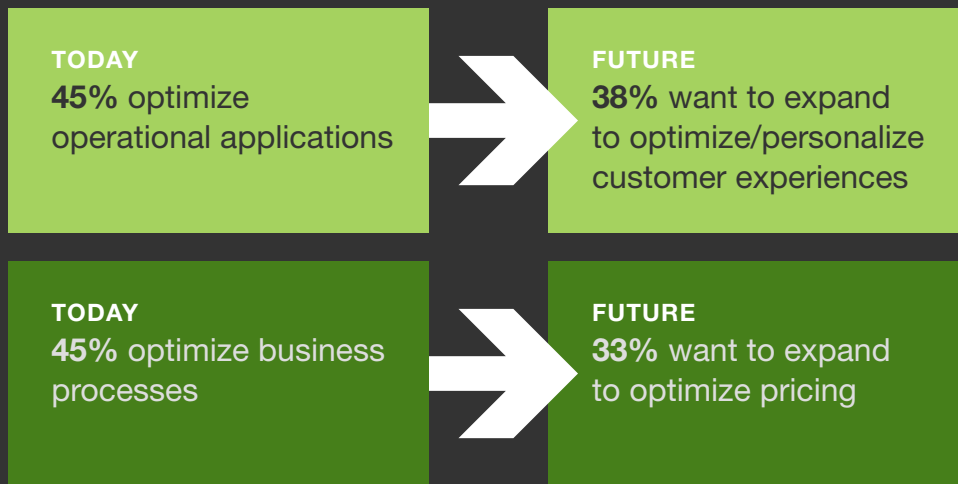 TODAY
45% optimize
operational applications
FUTURE
38% want to expand
to optimize/personalize
customer experiences
TODAY
45% optimize business
processes
FUTURE
33% want to expand
to optimize pricing